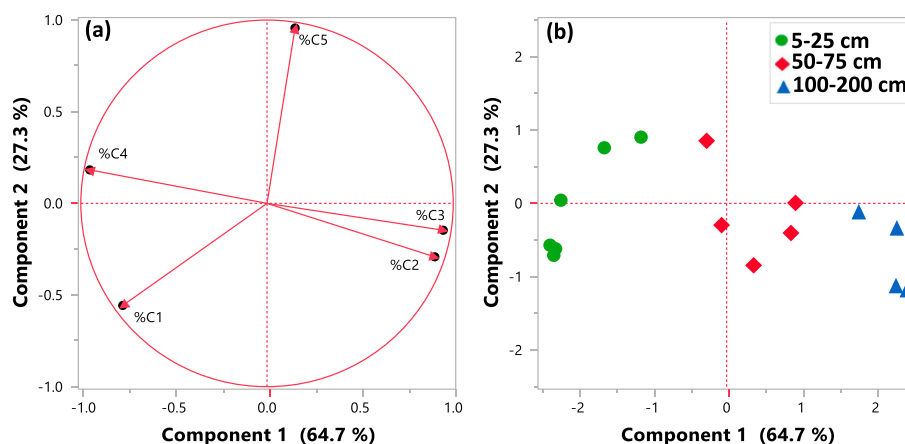 (a)
1.0
0.5
0.0
-0.5
-1.0
Component 2 (27.3 %)
%C5
%C4
%C3
%C2
%C1
-1.0 -0.5 0.0 0.5 1.0
Component 1 (64.7 %)
(b)
2
1
0
-1
-2
Component 2 (27.3 %)
5-25 cm
50-75 cm
100-200 cm
-2 -1 0 1 2
Component 1 (64.7 %)